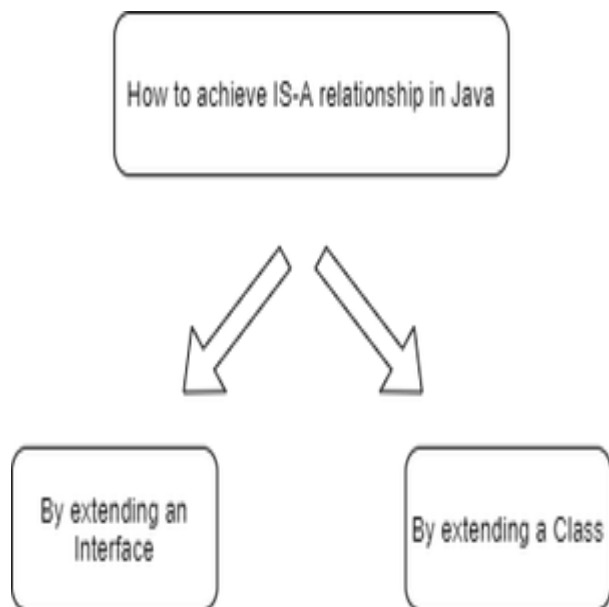 How to achieve IS-A relationship in Java
By extending an
Interface
By extending a Class